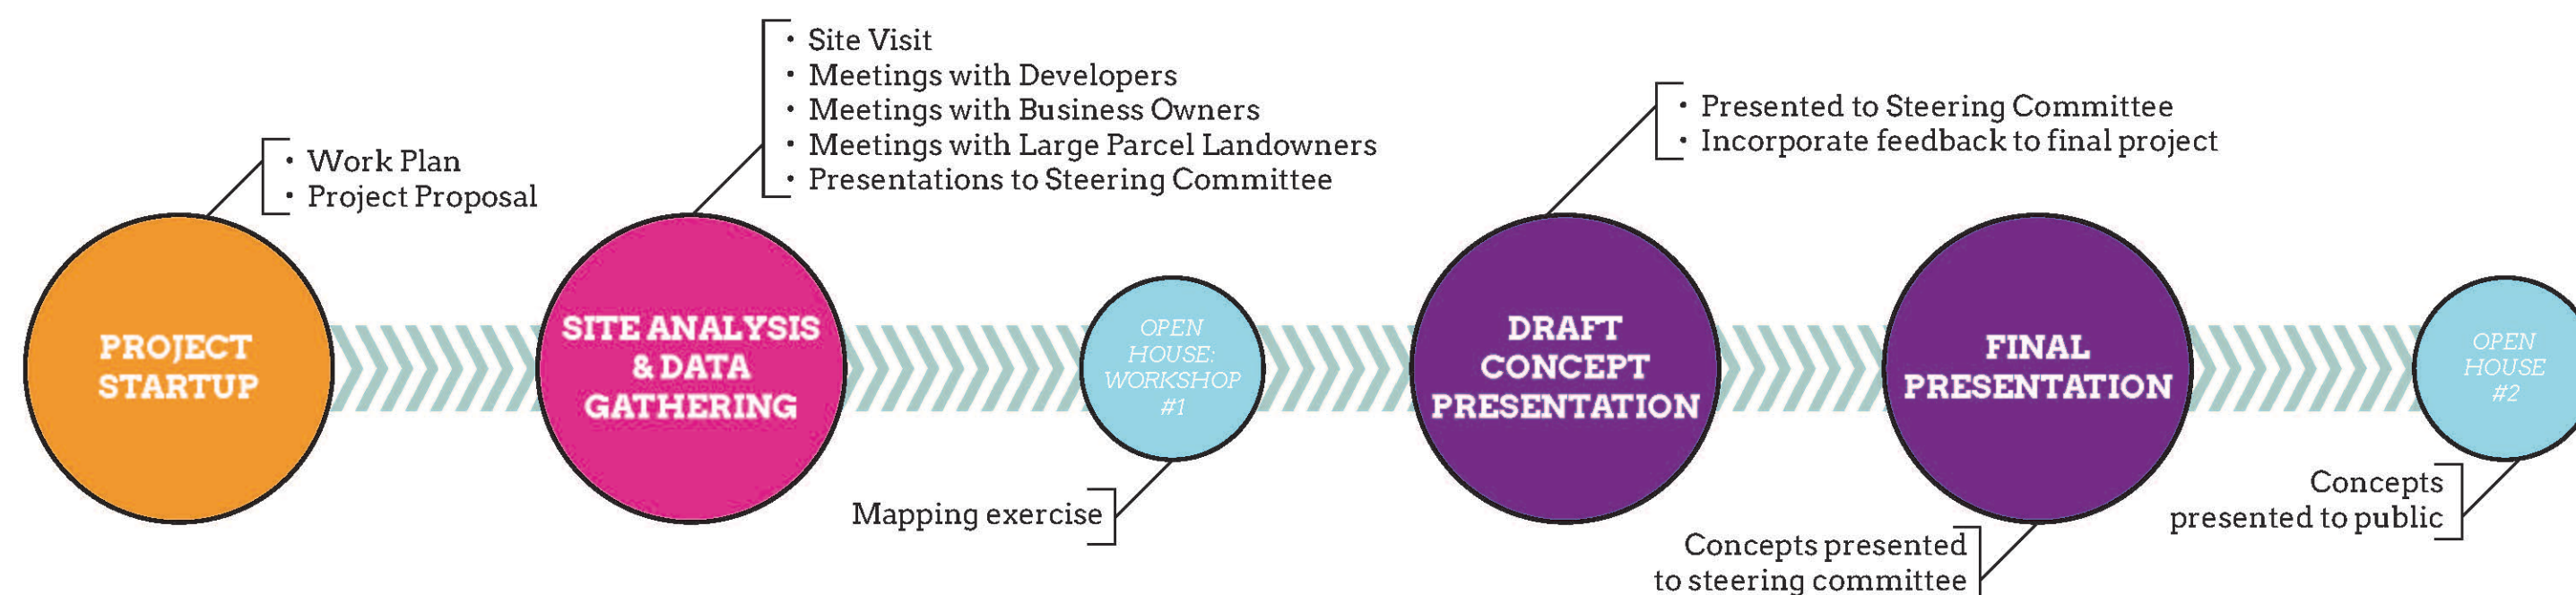 • Work Plan
• Project Proposal
PROJECT
STARTUP
• Site Visit
• Meetings with Developers
• Meetings with Business Owners
• Meetings with Large Parcel Landowners
• Presentations to Steering Committee
SITE ANALYSIS
& DATA
GATHERING
OPEN
HOUSE:
WORKSHOP
#1
Mapping exercise
• Presented to Steering Committee
• Incorporate feedback to final project
DRAFT
CONCEPT
PRESENTATION
FINAL
PRESENTATION
Concepts presented
to steering committee
OPEN
HOUSE
#2
Concepts
presented to public